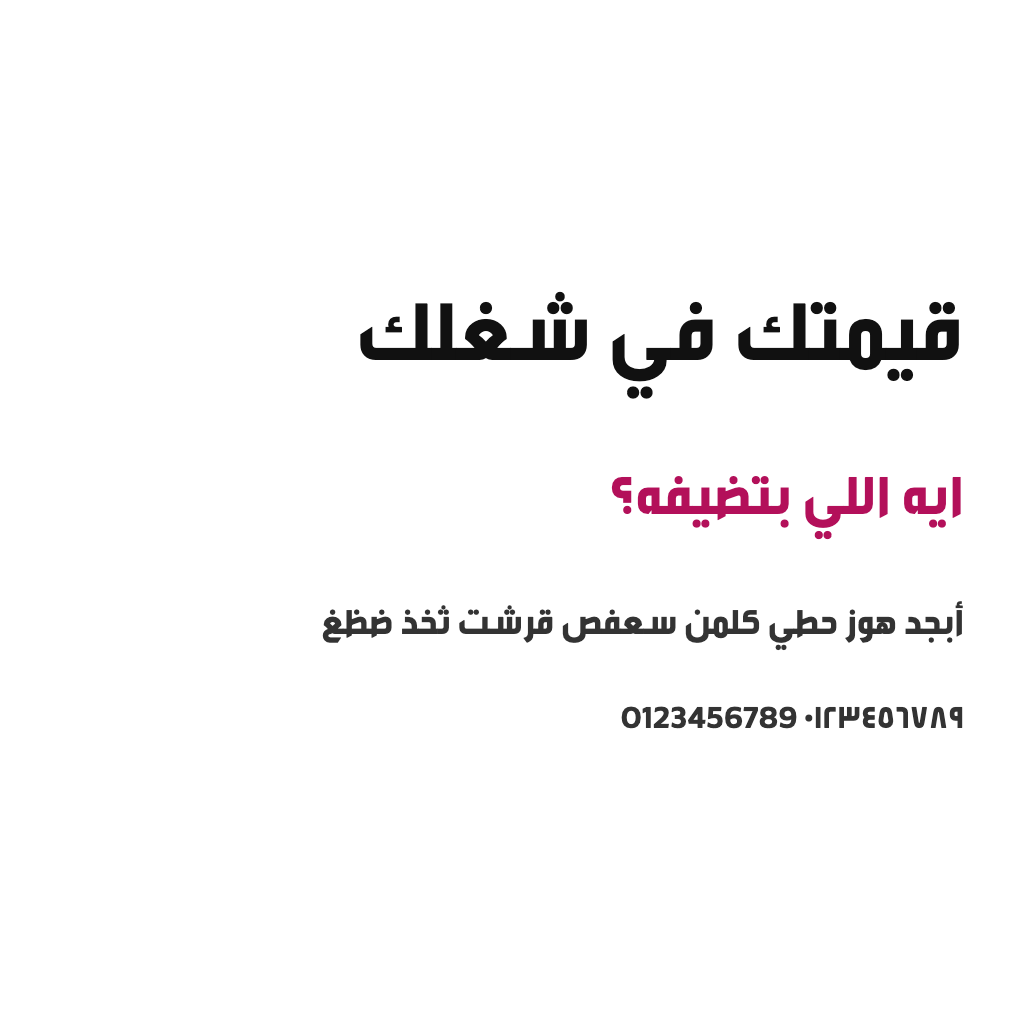 قيمتك في شغلك
ايه اللي بتضيفه؟
أبجد هوز حطي كلمن سعفص قرشت ثخذ ضظغ
٠١٢٣٤٥٦٧٨٩ 0123456789